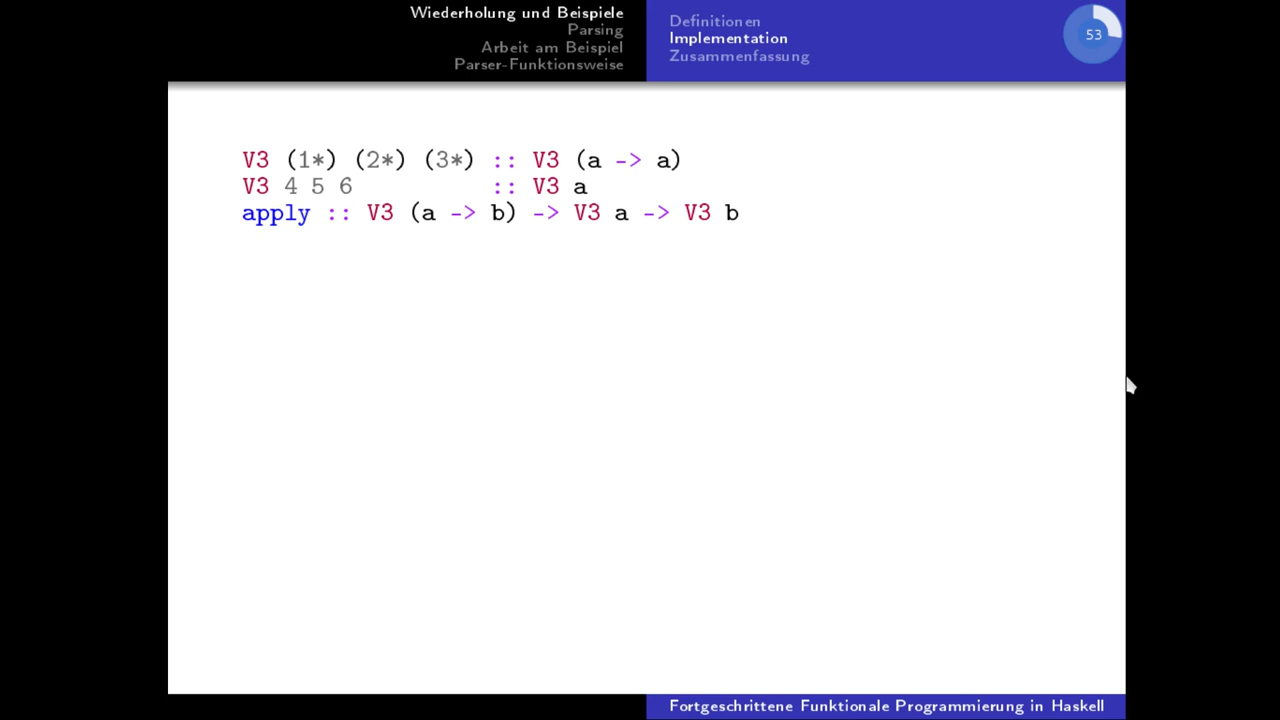 Wiederholung und Beispiele
Parsing
Arbeit am Beispiel
Parser-Funktionsweise
Definitionen
Implementation
Zusammenfassung
53
V3 (1*) (2*) (3*) :: V3 (a -> a)
V3 4 5 6          :: V3 a
apply :: V3 (a -> b) -> V3 a -> V3 b
Fortgeschrittene Funktionale Programmierung in Haskell